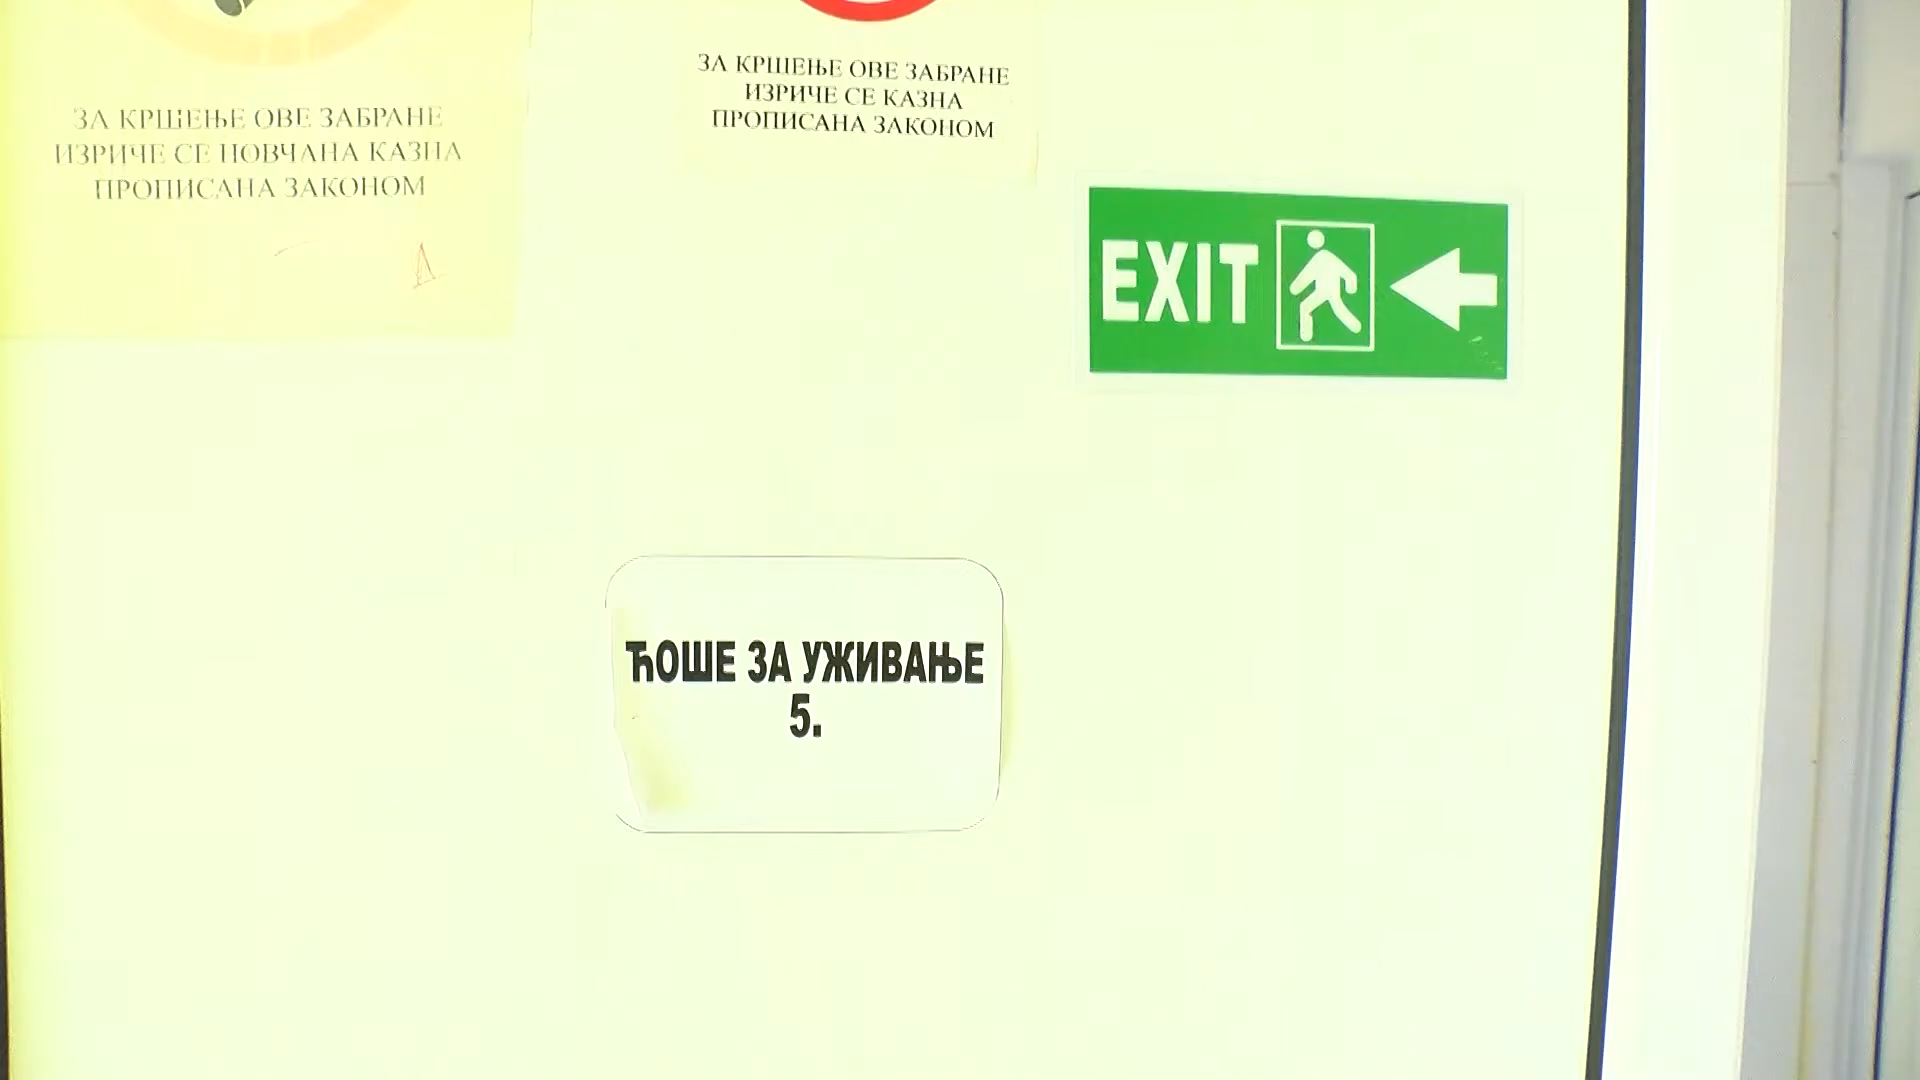 ЗА КРШЕЊЕ ОВЕ ЗАБРАНЕ
ИЗРИЧЕ СЕ НОВЧАНА КАЗНА
ПРОПИСАНА ЗАКОНОМ
ЗА КРШЕЊЕ ОВЕ ЗАБРАНЕ
ИЗРИЧЕ СЕ КАЗНА
ПРОПИСАНА ЗАКОНОМ
EXIT
ЋОШЕ ЗА УЖИВАЊЕ
5.